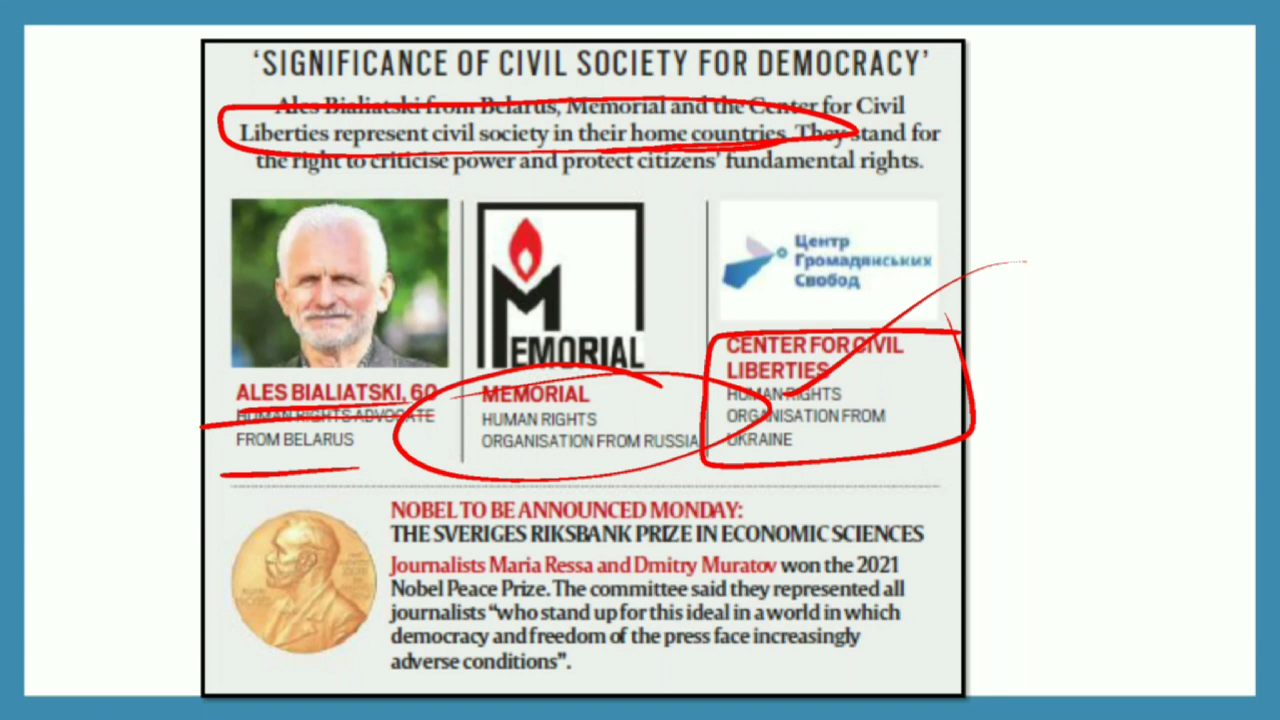 ‘SIGNIFICANCE OF CIVIL SOCIETY FOR DEMOCRACY’
Ales Bialiatski from Belarus, Memorial and the Center for Civil
Liberties represent civil society in their home countries. They stand for
the right to criticise power and protect citizens’ fundamental rights.
MEMORIAL
Центр
Громадянських
Свобод
ALES BIALIATSKI, 60
HUMAN RIGHTS ADVOCATE
FROM BELARUS
MEMORIAL
HUMAN RIGHTS
ORGANISATION FROM RUSSIA
CENTER FOR CIVIL
LIBERTIES
HUMAN RIGHTS
ORGANISATION FROM
UKRAINE
NOBEL TO BE ANNOUNCED MONDAY:
THE SVERIGES RIKSBANK PRIZE IN ECONOMIC SCIENCES
Journalists Maria Ressa and Dmitry Muratov won the 2021
Nobel Peace Prize. The committee said they represented all
journalists “who stand up for this ideal in a world in which
democracy and freedom of the press face increasingly
adverse conditions”.